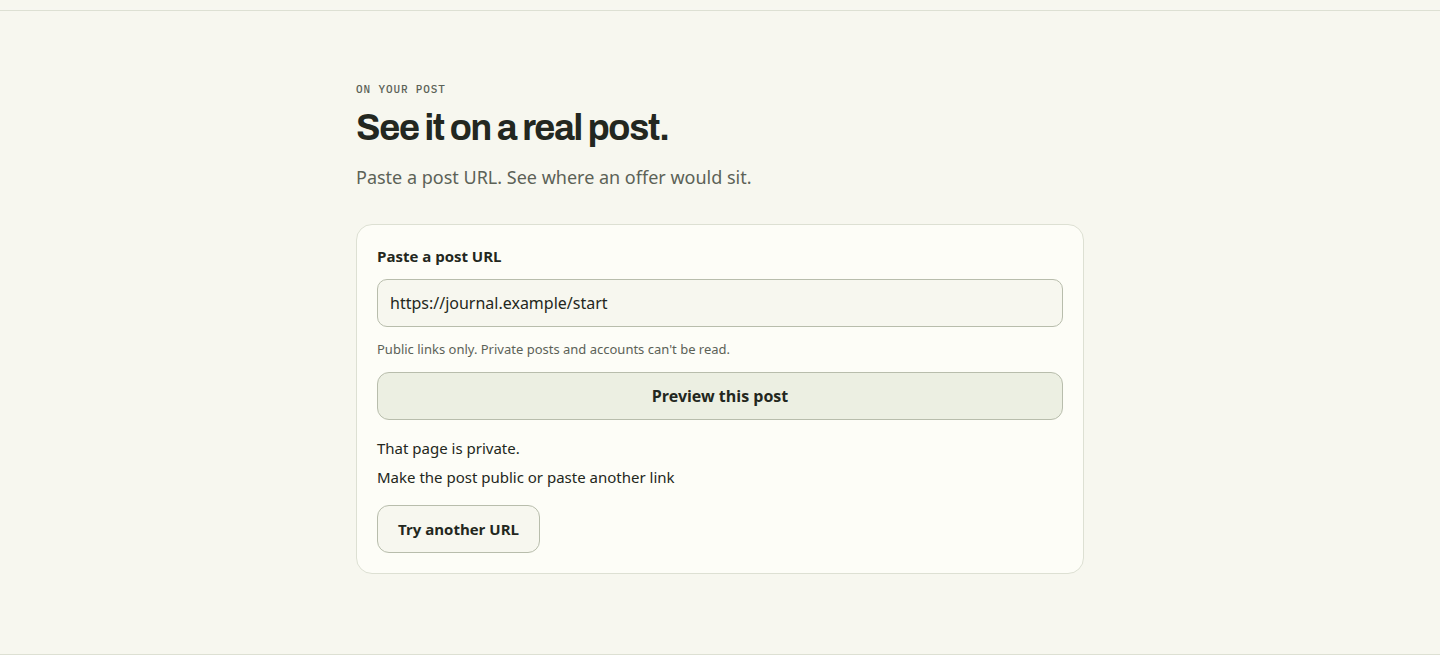 ON YOUR POST
See it on a real post.
Paste a post URL. See where an offer would sit.
Paste a post URL
https://journal.example/start
Public links only. Private posts and accounts can't be read.
Preview this post
That page is private.
Make the post public or paste another link
Try another URL